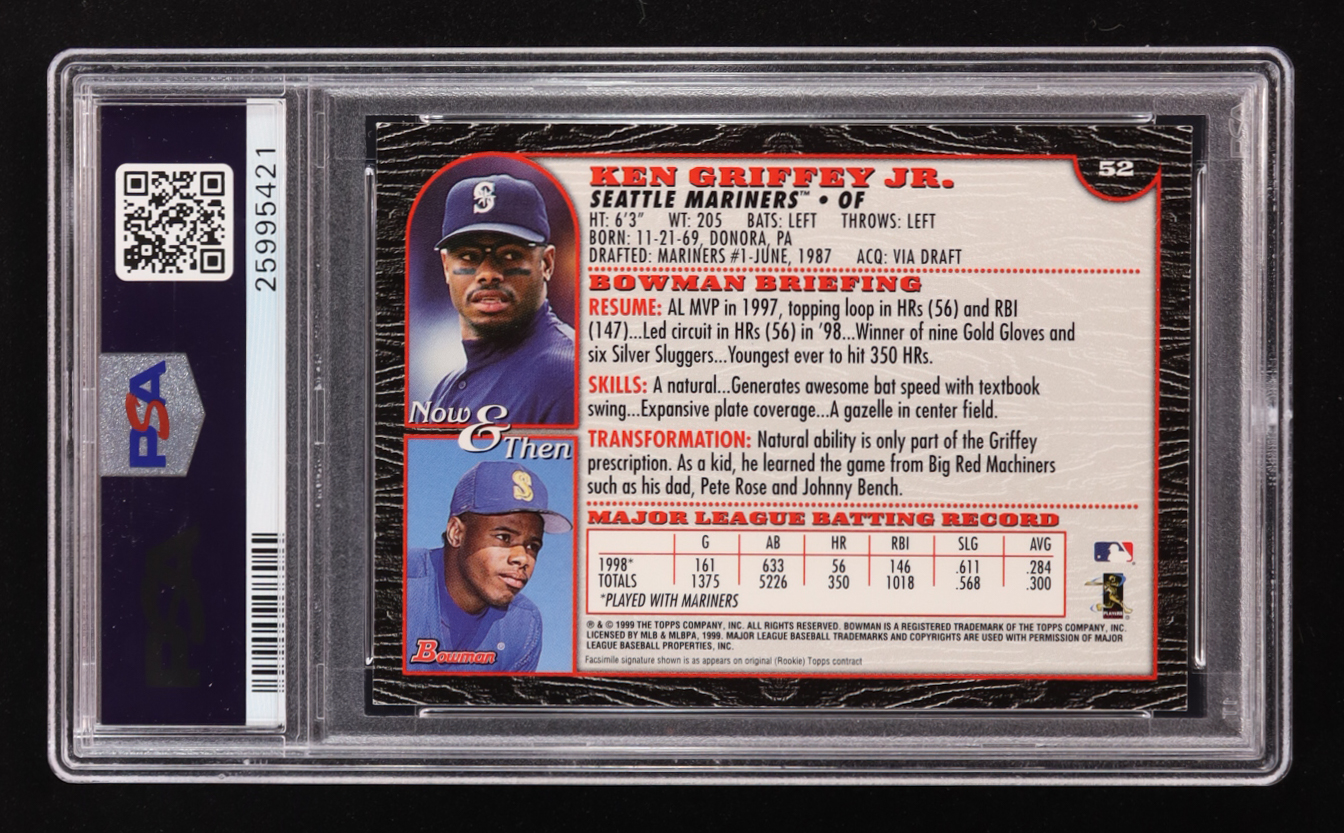 25995421
PSA
52
KEN GRIFFEY JR.
SEATTLE MARINERS™ • OF
HT: 6'3" WT: 205 BATS: LEFT THROWS: LEFT
BORN: 11-21-69, DONORA, PA
DRAFTED: MARINERS #1-JUNE, 1987 ACQ: VIA DRAFT
BOWMAN BRIEFING
RESUME: AL MVP in 1997, topping loop in HRs (56) and RBI
(147)...Led circuit in HRs (56) in '98...Winner of nine Gold Gloves and
six Silver Sluggers...Youngest ever to hit 350 HRs.
SKILLS: A natural...Generates awesome bat speed with textbook
swing...Expansive plate coverage...A gazelle in center field.
TRANSFORMATION: Natural ability is only part of the Griffey
prescription. As a kid, he learned the game from Big Red Machiners
such as his dad, Pete Rose and Johnny Bench.
MAJOR LEAGUE BATTING RECORD
G AB HR RBI SLG AVG
1998* 161 633 56 146 .611 .284
TOTALS 1375 5226 350 1018 .568 .300
*PLAYED WITH MARINERS
® & © 1999 THE TOPPS COMPANY, INC. ALL RIGHTS RESERVED. BOWMAN IS A REGISTERED TRADEMARK OF THE TOPPS COMPANY, INC.
LICENSED BY MLB & MLBPA, 1999. MAJOR LEAGUE BASEBALL TRADEMARKS AND COPYRIGHTS ARE USED WITH PERMISSION OF MAJOR
LEAGUE BASEBALL PROPERTIES, INC.
Facsimile signature shown is as appears on original (Rookie) Topps contract
S
Now &
Then
S
Bowman®
PSA
PLAYERS